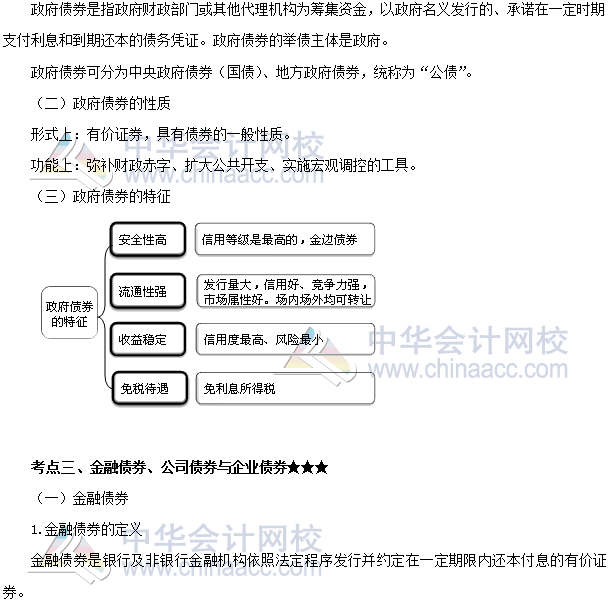 政府债券是指政府财政部门或其他代理机构为筹集资金，以政府名义发行的、承诺在一定时期
支付利息和到期还本的债务凭证。政府债券的举债主体是政府。
政府债券可分为中央政府债券（国债）、地方政府债券，统称为“公债”。
（二）政府债券的性质
形式上：有价证券，具有债券的一般性质。
功能上：弥补财政赤字、扩大公共开支、实施宏观调控的工具。
中华会计网校
www.chinaacc.com
（三）政府债券的特征
政府债券
的特征
安全性高
信用等级是最高的，金边债券
流通性强
发行量大，信用好、竞争力强，
市场属性好。场内场外均可转让
收益稳定
信用度最高、风险最小
免税待遇
免利息所得税
中华会计网校
www.chinaacc.com
考点三、金融债券、公司债券与企业债券★★★
（一）金融债券
1.金融债券的定义
金融债券是银行及非银行金融机构依照法定程序发行并约定在一定期限内还本付息的有价证
券。
中华会计网校
www.chinaacc.com